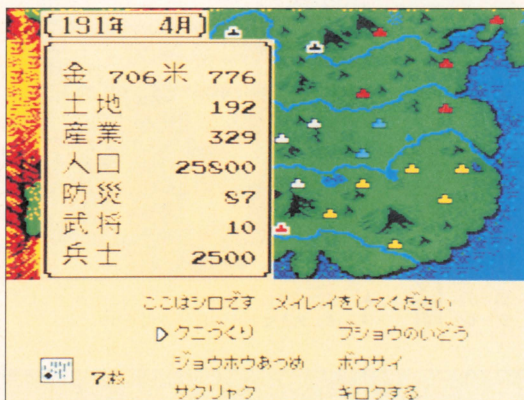 191年 4月
金 706米 776
土地 192
産業 329
人口 25800
防災 87
武将 10
兵士 2500
ここはシロです メイレイをしてください
クニづくり ブショウのいどう
ジョウホウあつめ ボウサイ
7枚 サクリャク キロクする